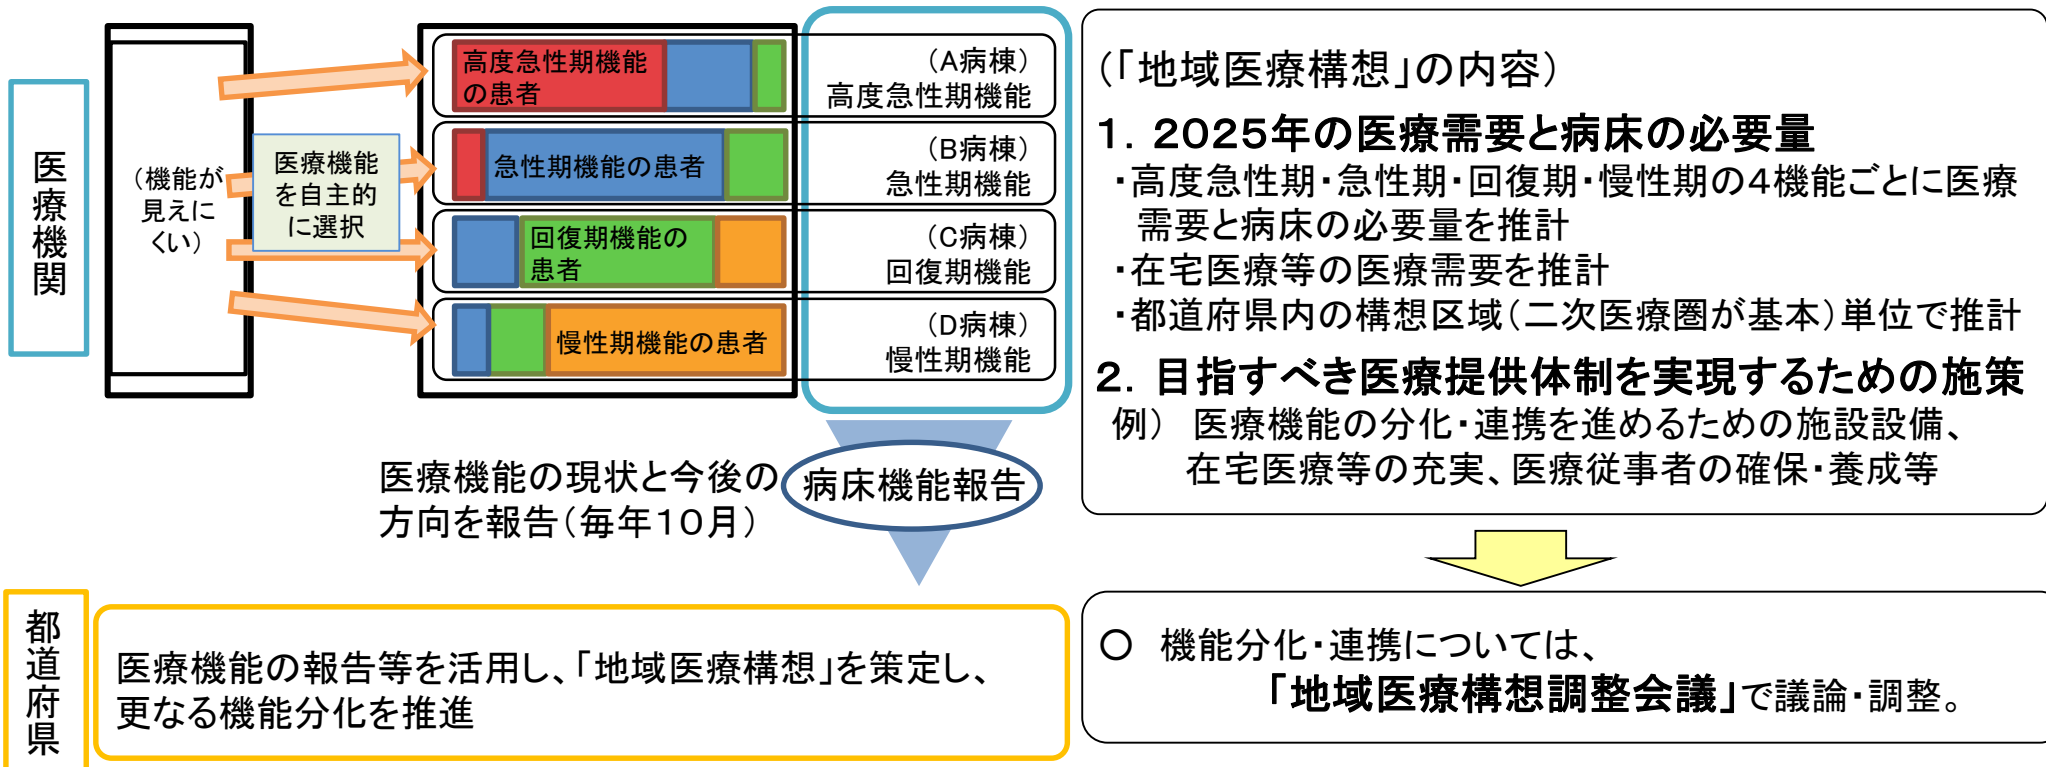 医療機関
（機能が
見えに
くい）
医療機能
を自主的
に選択
高度急性期機能
の患者
（A病棟）
高度急性期機能
急性期機能の患者
（B病棟）
急性期機能
回復期機能の
患者
（C病棟）
回復期機能
慢性期機能の患者
（D病棟）
慢性期機能
医療機能の現状と今後の
方向を報告（毎年１０月）
病床機能報告
都道府県
医療機能の報告等を活用し、「地域医療構想」を策定し、
更なる機能分化を推進
（「地域医療構想」の内容）
１．２０２５年の医療需要と病床の必要量
・高度急性期・急性期・回復期・慢性期の４機能ごとに医療
需要と病床の必要量を推計
・在宅医療等の医療需要を推計
・都道府県内の構想区域（二次医療圏が基本）単位で推計
２．目指すべき医療提供体制を実現するための施策
例） 医療機能の分化・連携を進めるための施設設備、
在宅医療等の充実、医療従事者の確保・養成等
○ 機能分化・連携については、
「地域医療構想調整会議」で議論・調整。